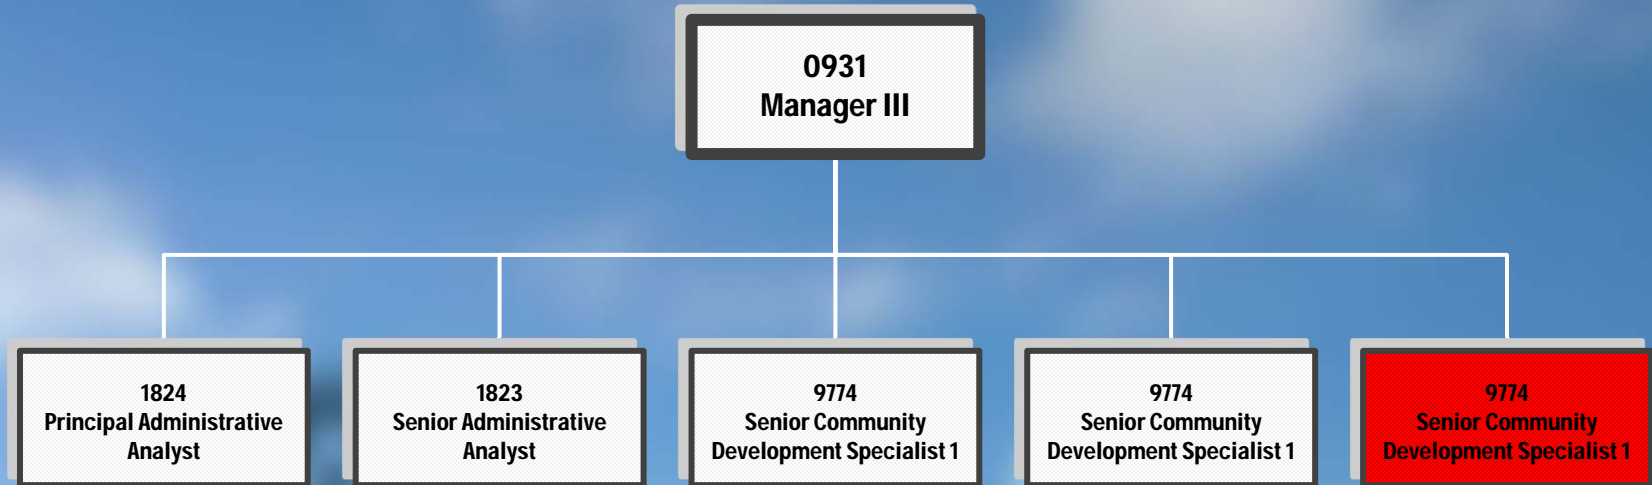 0931
Manager III
1824
Principal Administrative
Analyst
1823
Senior Administrative
Analyst
9774
Senior Community
Development Specialist 1
9774
Senior Community
Development Specialist 1
9774
Senior Community
Development Specialist 1